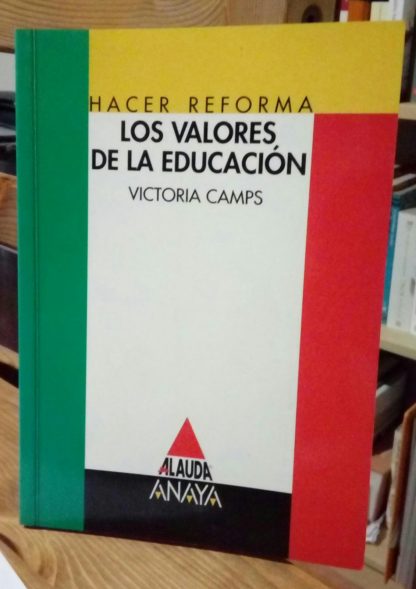 HACER REFORMA
LOS VALORES
DE LA EDUCACIÓN
VICTORIA CAMPS
ALAUDA
ANAYA